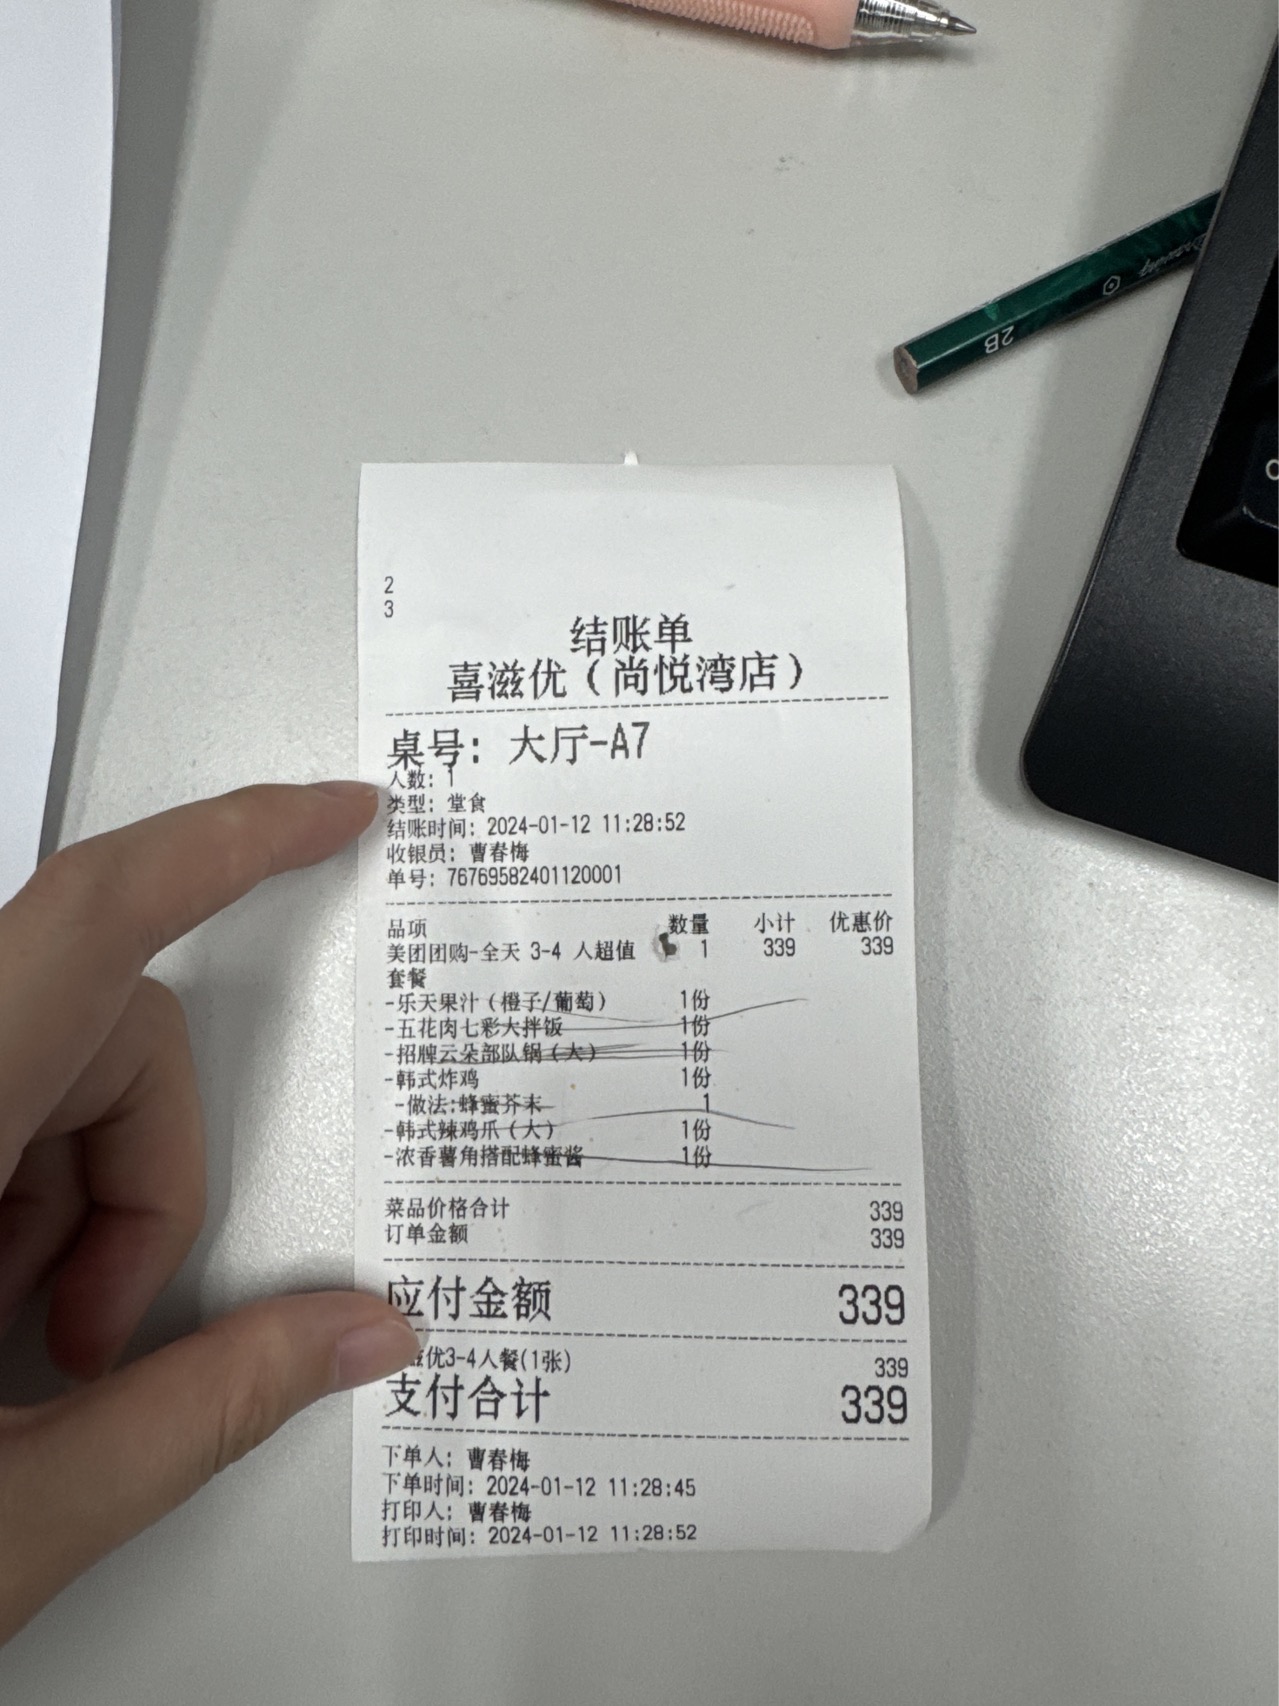 2B
2
3
结账单
喜滋优（尚悦湾店）
桌号：大厅-A7
人数：1
类型：堂食
结账时间：2024-01-12 11:28:52
收银员：曹春梅
单号：76769582401120001
品项 数量 小计 优惠价
美团团购-全天 3-4 人超值 1 339 339
套餐
-乐天果汁（橙子/葡萄） 1份
-五花肉七彩大拌饭 1份
-招牌云朵部队锅（大） 1份
-韩式炸鸡 1份
-做法:蜂蜜芥末 1
-韩式辣鸡爪（大） 1份
-浓香薯角搭配蜂蜜酱 1份
菜品价格合计 339
订单金额 339
应付金额 339
滋优3-4人餐(1张) 339
支付合计 339
下单人：曹春梅
下单时间：2024-01-12 11:28:45
打印人：曹春梅
打印时间：2024-01-12 11:28:52